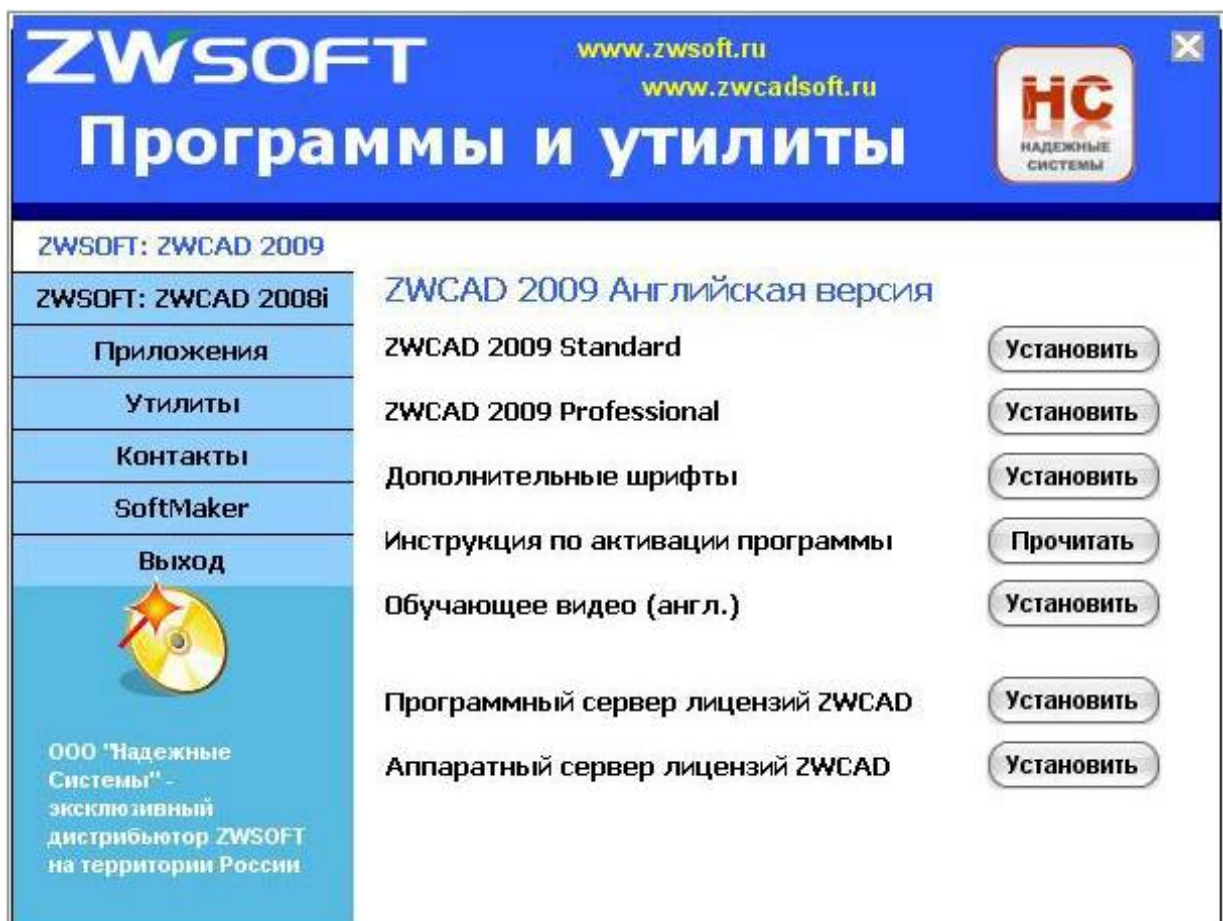 ZWSOFT
www.zwsoft.ru
www.zwcadsoft.ru
Программы и утилиты
НС
НАДЕЖНЫЕ
СИСТЕМЫ
ZWSOFT: ZWCAD 2009
ZWSOFT: ZWCAD 2008i
Приложения
Утилиты
Контакты
SoftMaker
Выход
ООО "Надежные
Системы" -
эксклюзивный
дистрибьютор ZWSOFT
на территории России
ZWCAD 2009 Английская версия
ZWCAD 2009 Standard Установить
ZWCAD 2009 Professional Установить
Дополнительные шрифты Установить
Инструкция по активации программы Прочитать
Обучающее видео (англ.) Установить
Программный сервер лицензий ZWCAD Установить
Аппаратный сервер лицензий ZWCAD Установить